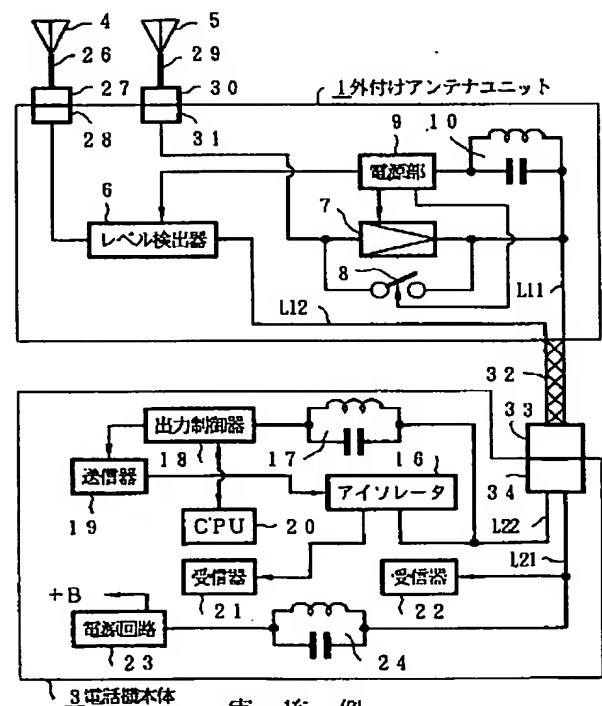 4 5
26 29
27 30
1外付けアンテナユニット
28 31
10
9
電源部
6
7
レベル検出器
8
L12
L11
32
33
出力制御器
18
17
16
34
送信器
19
アイソレータ
CPU
20
L22
L21
受信器
21
受信器
22
+B
電源回路
23
24
3電話機本体
実施例